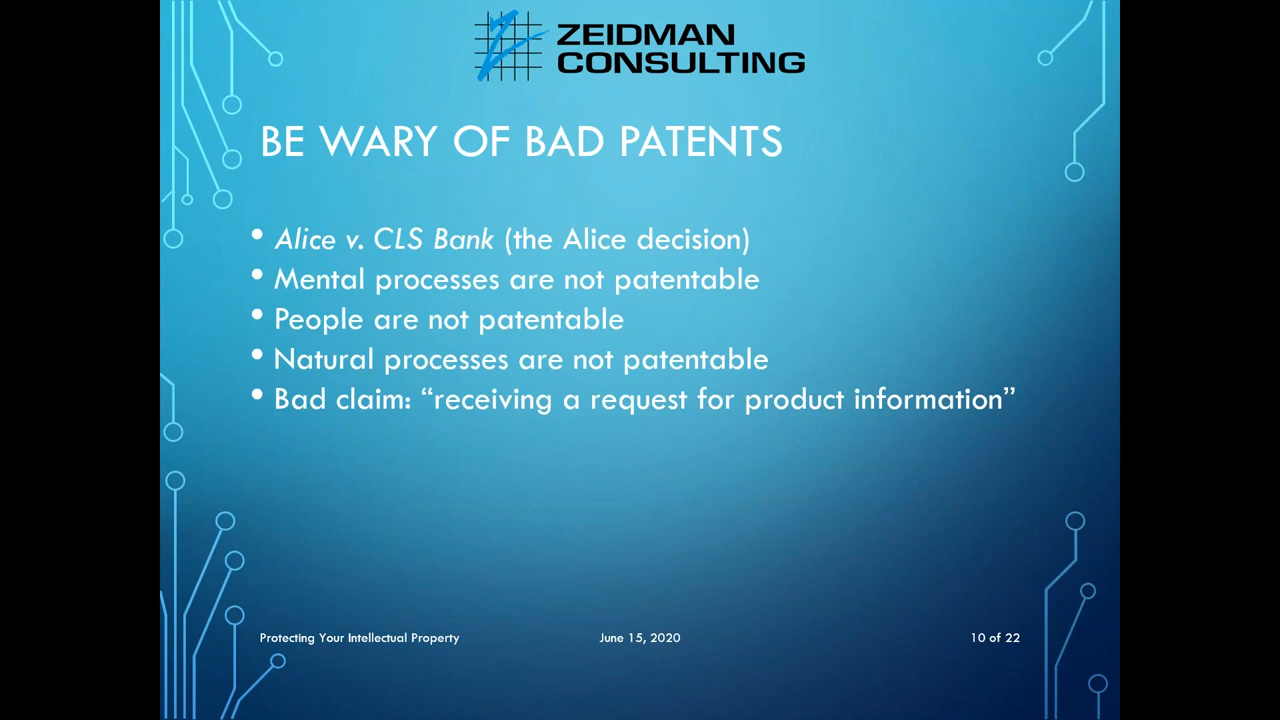 ZEIDMAN
CONSULTING
BE WARY OF BAD PATENTS
• Alice v. CLS Bank (the Alice decision)
• Mental processes are not patentable
• People are not patentable
• Natural processes are not patentable
• Bad claim: “receiving a request for product information”
Protecting Your Intellectual Property June 15, 2020 10 of 22